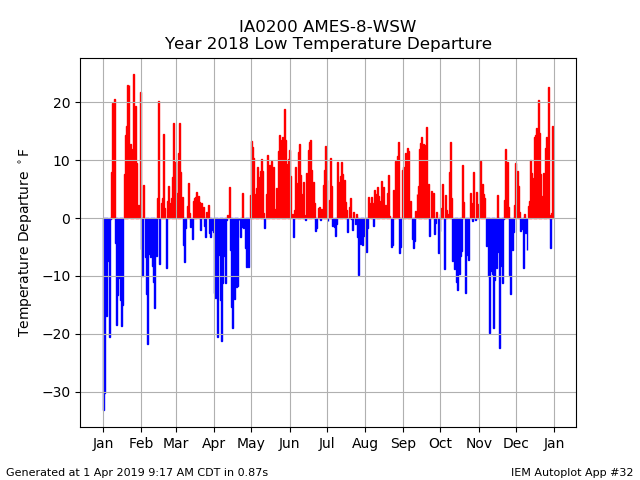 IA0200 AMES-8-WSW
Year 2018 Low Temperature Departure
Temperature Departure °F
20
10
0
−10
−20
−30
Jan Feb Mar Apr May Jun Jul Aug Sep Oct Nov Dec Jan
Generated at 1 Apr 2019 9:17 AM CDT in 0.87s IEM Autoplot App #32